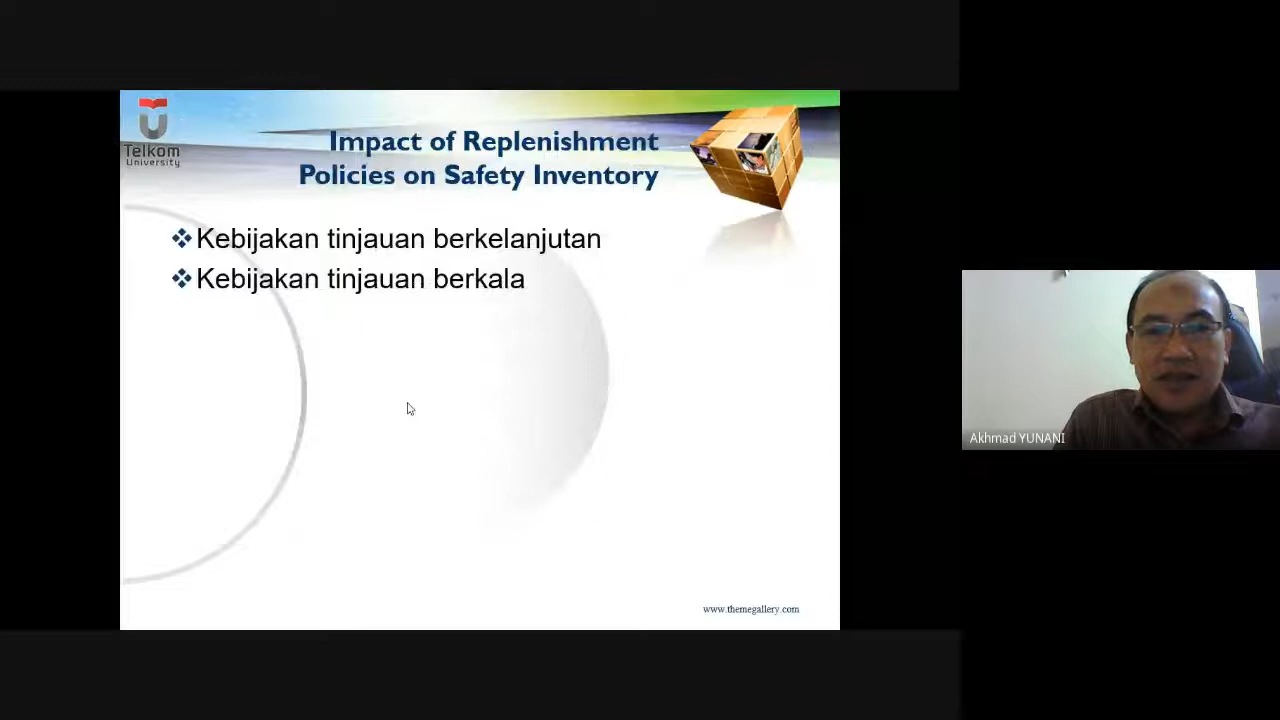 Telkom
University
Impact of Replenishment
Policies on Safety Inventory
❖Kebijakan tinjauan berkelanjutan
❖Kebijakan tinjauan berkala
www.themegallery.com
Akhmad YUNANI